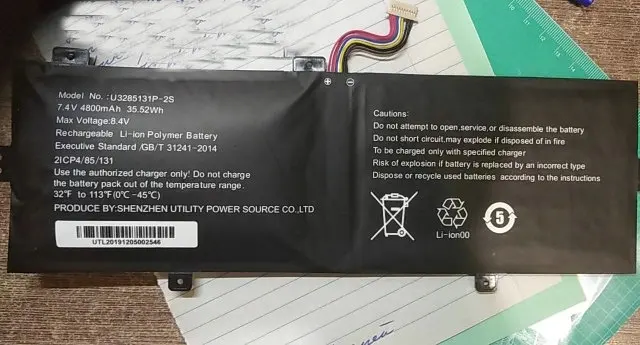 Model No. :U3285131P-2S
7.4V 4800mAh 35.52Wh
Max Voltage:8.4V
Rechargeable Li-ion Polymer Battery
Executive Standard /GB/T 31241-2014
2ICP4/85/131
Use the authorized charger only! Do not charge
the battery pack out of the temperature range.
32℉ to 113℉(0℃ -45℃)
PRODUCE BY:SHENZHEN UTILITY POWER SOURCE CO.,LTD
UTL20191205002546
Cautions:
Do not attempt to open,service,or disassemble the battery
Do not short circuit,may explode if disposed of in fire
To be charged only with specified charger
Risk of explosion if battery is replaced by an incorrect type
Dispose or recycle used batteries according to the instructions
Li-ion00
5